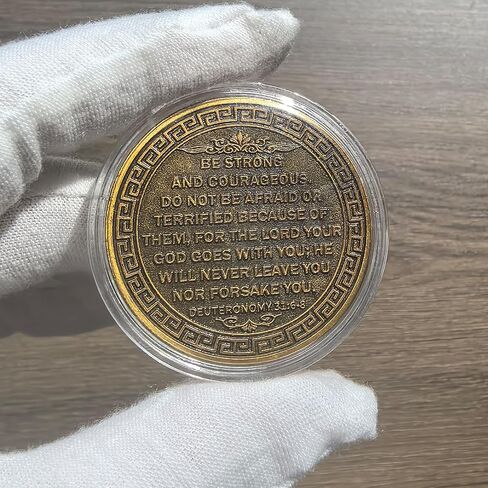 BE STRONG
AND COURAGEOUS.
DO NOT BE AFRAID OR
TERRIFIED BECAUSE OF
THEM, FOR THE LORD YOUR
GOD GOES WITH YOU; HE
WILL NEVER LEAVE YOU
NOR FORSAKE YOU.
DEUTERONOMY 31:6-8